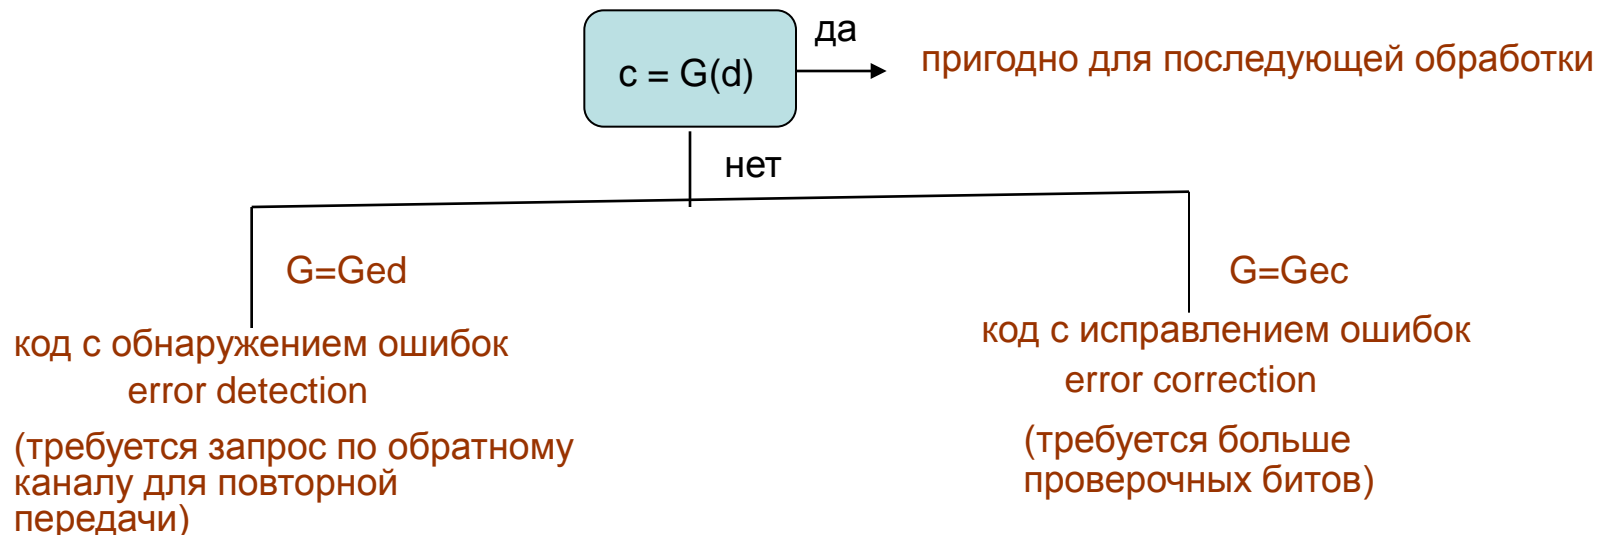 да
c = G(d)
пригодно для последующей обработки
нет
G=Ged
код с обнаружением ошибок
error detection
(требуется запрос по обратному
каналу для повторной
передачи)
G=Gec
код с исправлением ошибок
error correction
(требуется больше
проверочных битов)